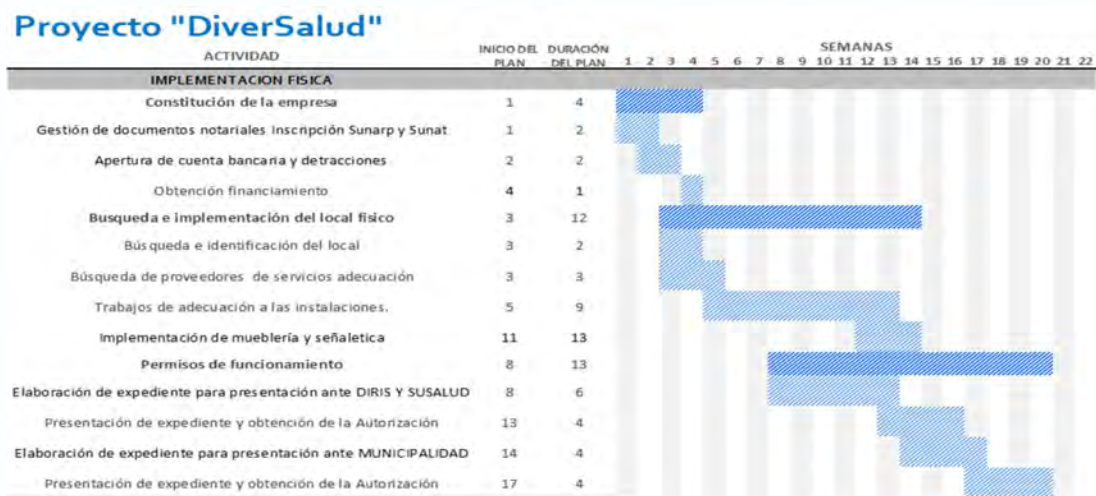 Proyecto "DiverSalud"
ACTIVIDAD INICIO DEL PLAN DURACIÓN DEL PLAN SEMANAS
1 2 3 4 5 6 7 8 9 10 11 12 13 14 15 16 17 18 19 20 21 22
IMPLEMENTACION FISICA
Constitución de la empresa 1 4
Gestión de documentos notariales Inscripción Sunarp y Sunat 1 2
Apertura de cuenta bancaria y detracciones 2 2
Obtención financiamiento 4 1
Busqueda e implementación del local fisico 3 12
Búsqueda e identificación del local 3 2
Búsqueda de proveedores de servicios adecuación 3 3
Trabajos de adecuación a las instalaciones. 5 9
Implementación de mueblería y señaletica 11 13
Permisos de funcionamiento 8 13
Elaboración de expediente para presentación ante DIRIS Y SUSALUD 8 6
Presentación de expediente y obtención de la Autorización 13 4
Elaboración de expediente para presentación ante MUNICIPALIDAD 14 4
Presentación de expediente y obtención de la Autorización 17 4